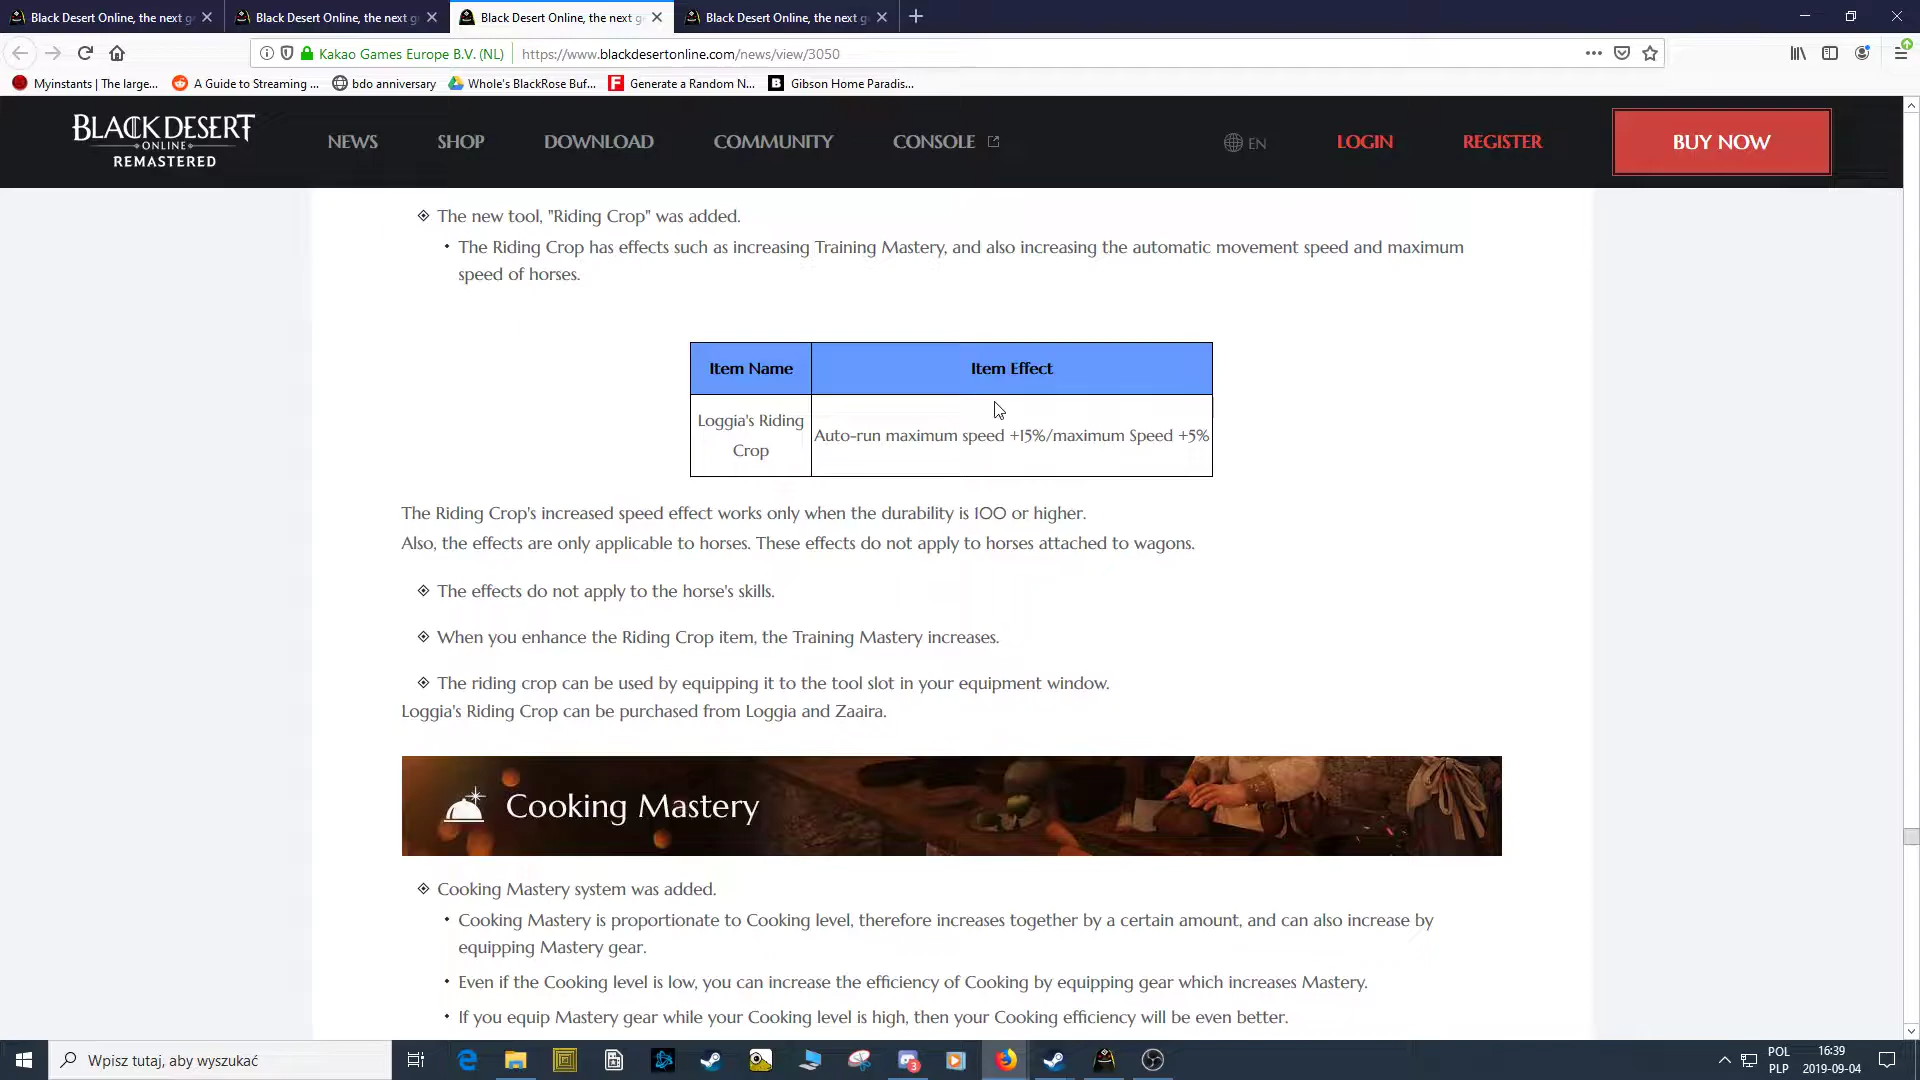 Black Desert Online, the next g
Black Desert Online, the next g
Black Desert Online, the next g
Black Desert Online, the next g
Kakao Games Europe B.V. (NL)
https://www.blackdesertonline.com/news/view/3050
Myinstants | The large...
A Guide to Streaming ...
bdo anniversary
Whole's BlackRose Buf...
Generate a Random N...
Gibson Home Paradis...
BLACK DESERT
ONLINE
REMASTERED
NEWS
SHOP
DOWNLOAD
COMMUNITY
CONSOLE
EN
LOGIN
REGISTER
BUY NOW
The new tool, "Riding Crop" was added.
The Riding Crop has effects such as increasing Training Mastery, and also increasing the automatic movement speed and maximum
speed of horses.
Item Name
Item Effect
Loggia's Riding
Crop
Auto-run maximum speed +15%/maximum Speed +5%
The Riding Crop's increased speed effect works only when the durability is 100 or higher.
Also, the effects are only applicable to horses. These effects do not apply to horses attached to wagons.
The effects do not apply to the horse's skills.
When you enhance the Riding Crop item, the Training Mastery increases.
The riding crop can be used by equipping it to the tool slot in your equipment window.
Loggia's Riding Crop can be purchased from Loggia and Zaaira.
Cooking Mastery
Cooking Mastery system was added.
Cooking Mastery is proportionate to Cooking level, therefore increases together by a certain amount, and can also increase by
equipping Mastery gear.
Even if the Cooking level is low, you can increase the efficiency of Cooking by equipping gear which increases Mastery.
If you equip Mastery gear while your Cooking level is high, then your Cooking efficiency will be even better.
Wpisz tutaj, aby wyszukać
3
POL
PLP
16:39
2019-09-04